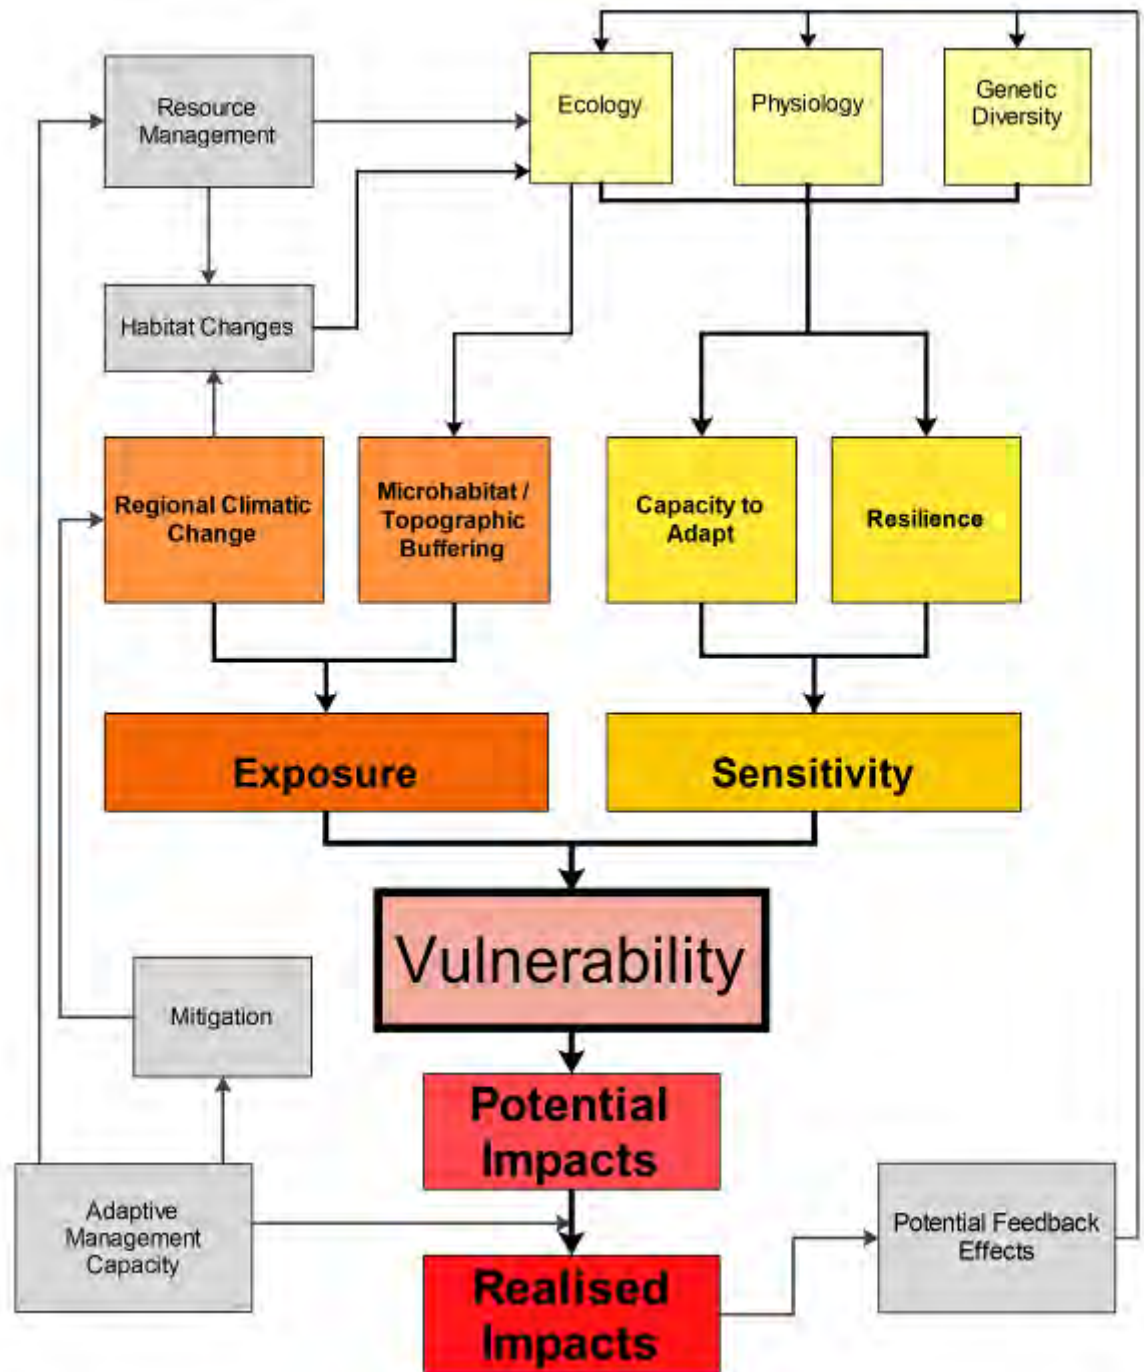 Resource
Management
Ecology
Physiology
Genetic
Diversity
Habitat Changes
Regional Climatic
Change
Microhabitat /
Topographic
Buffering
Capacity to
Adapt
Resilience
Exposure
Sensitivity
Vulnerability
Mitigation
Potential
Impacts
Adaptive
Management
Capacity
Potential Feedback
Effects
Realised
Impacts